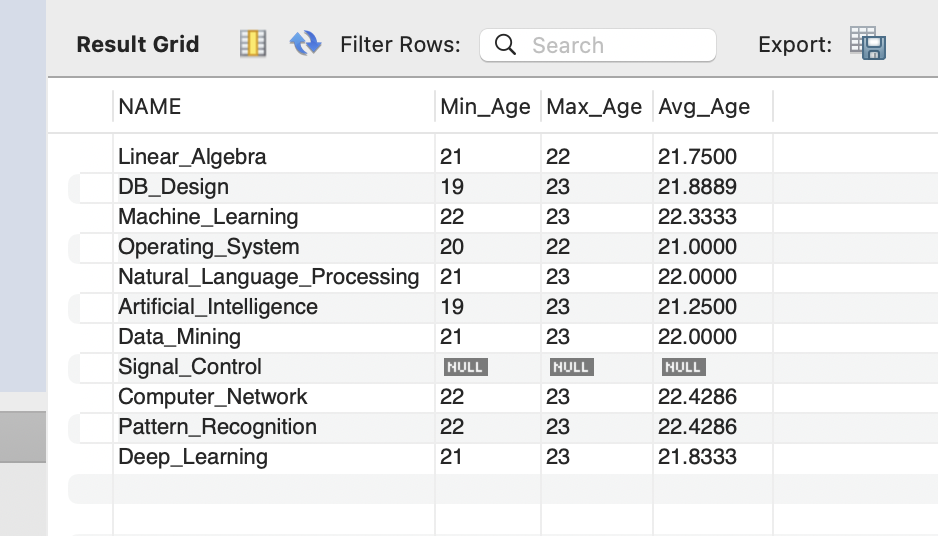 Result Grid Filter Rows: Search Export:
NAME Min_Age Max_Age Avg_Age
Linear_Algebra 21 22 21.7500
DB_Design 19 23 21.8889
Machine_Learning 22 23 22.3333
Operating_System 20 22 21.0000
Natural_Language_Processing 21 23 22.0000
Artificial_Intelligence 19 23 21.2500
Data_Mining 21 23 22.0000
Signal_Control NULL NULL NULL
Computer_Network 22 23 22.4286
Pattern_Recognition 22 23 22.4286
Deep_Learning 21 23 21.8333